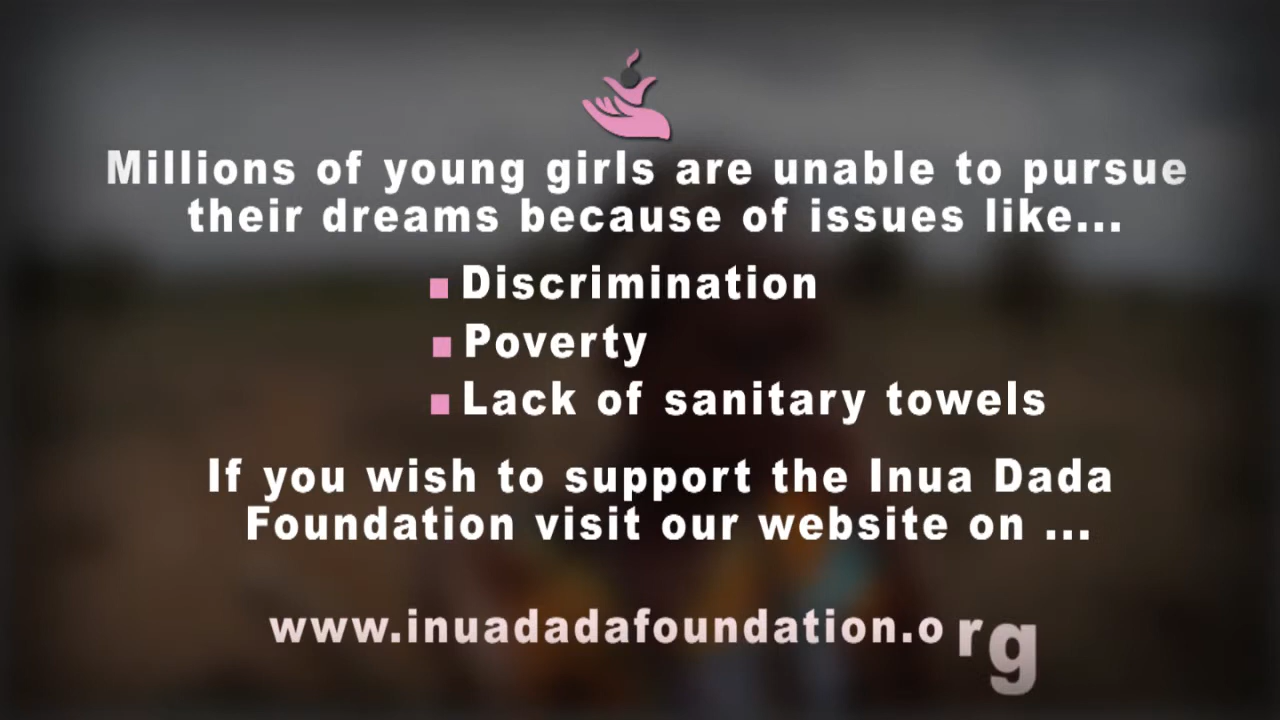 Millions of young girls are unable to pursue
their dreams because of issues like...
Discrimination
Poverty
Lack of sanitary towels
If you wish to support the Inua Dada
Foundation visit our website on ...
www.inuadadafoundation.org